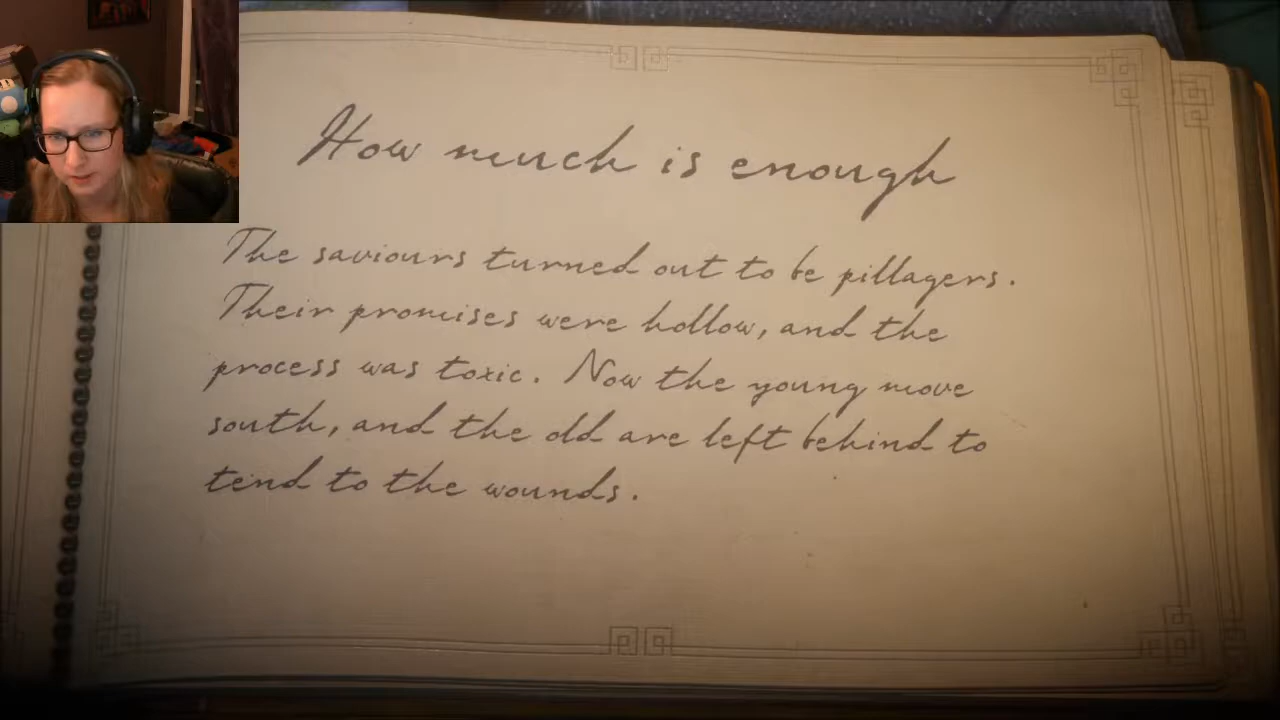 How much is enough
The saviours turned out to be pillagers.
Their promises were hollow, and the
process was toxic. Now the young move
south, and the old are left behind to
tend to the wounds.